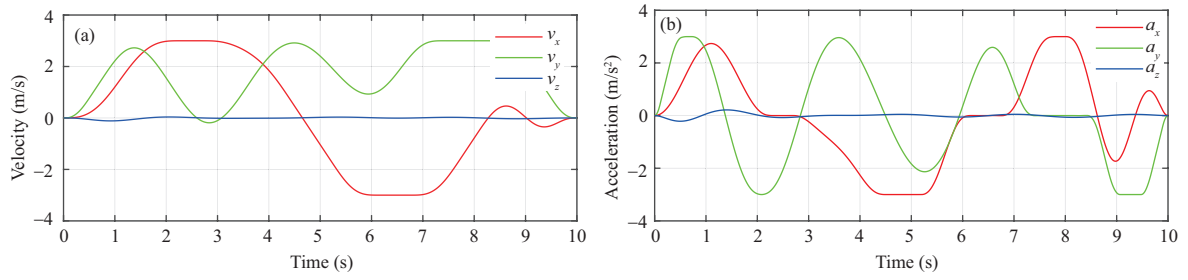 (a)
v_x
v_y
v_z
4
2
0
−2
−4
Velocity (m/s)
0 1 2 3 4 5 6 7 8 9 10
Time (s)
(b)
a_x
a_y
a_z
4
2
0
−2
−4
Acceleration (m/s²)
0 1 2 3 4 5 6 7 8 9 10
Time (s)